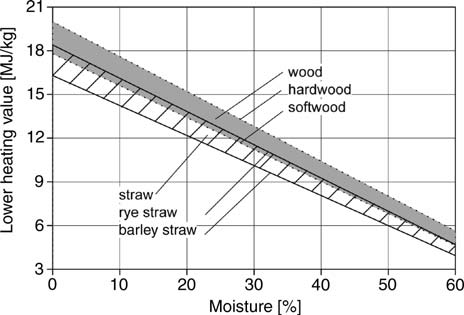 Lower heating value [MJ/kg]
21
18
15
12
9
6
3
wood
hardwood
softwood
straw
rye straw
barley straw
0 10 20 30 40 50 60
Moisture [%]